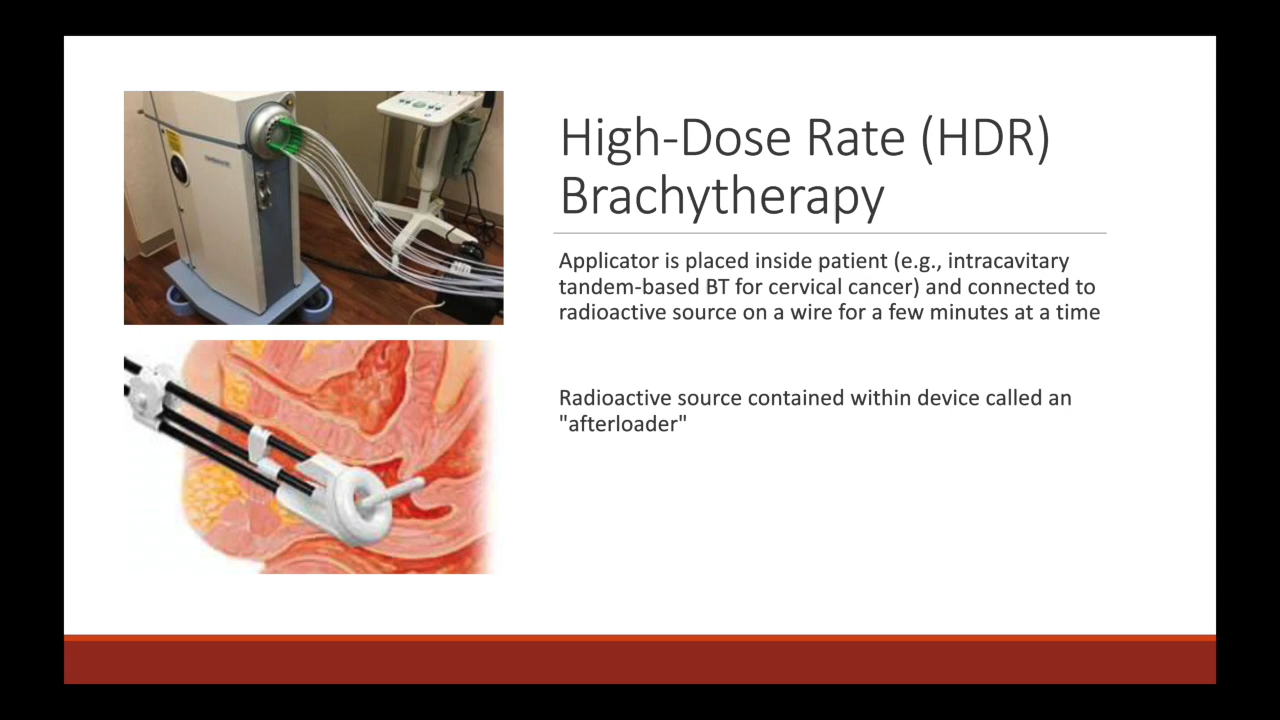 High-Dose Rate (HDR)
Brachytherapy
Applicator is placed inside patient (e.g., intracavitary
tandem-based BT for cervical cancer) and connected to
radioactive source on a wire for a few minutes at a time
Radioactive source contained within device called an
"afterloader"